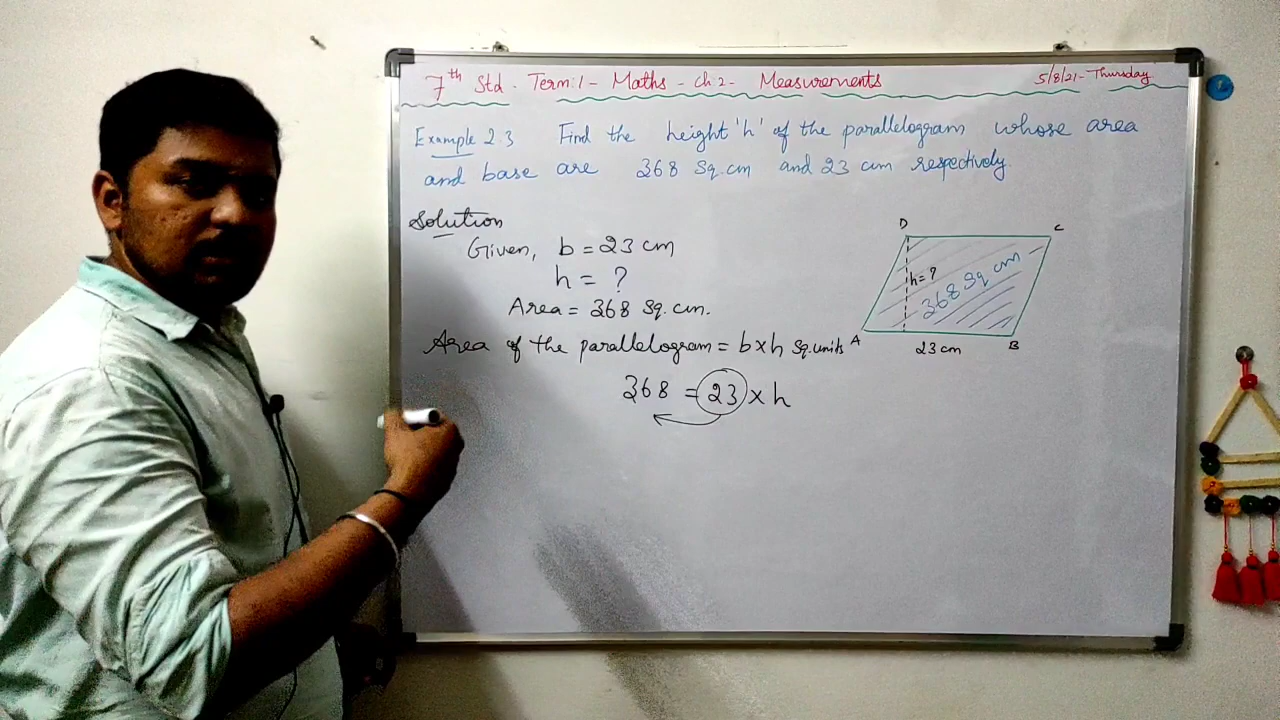 7th Std - Term:1 - Maths - Ch 2 - Measurements
5/8/21 - Thursday
Example 2.3 Find the height 'h' of the parallelogram whose area
and base are 368 Sq.cm and 23 cm respectively.
Solution
Given, b = 23 cm
h = ?
Area = 368 Sq. cm.
Area of the parallelogram = b x h Sq.units
368 = 23 x h
D
C
h = ?
368 Sq cm
A
23 cm
B